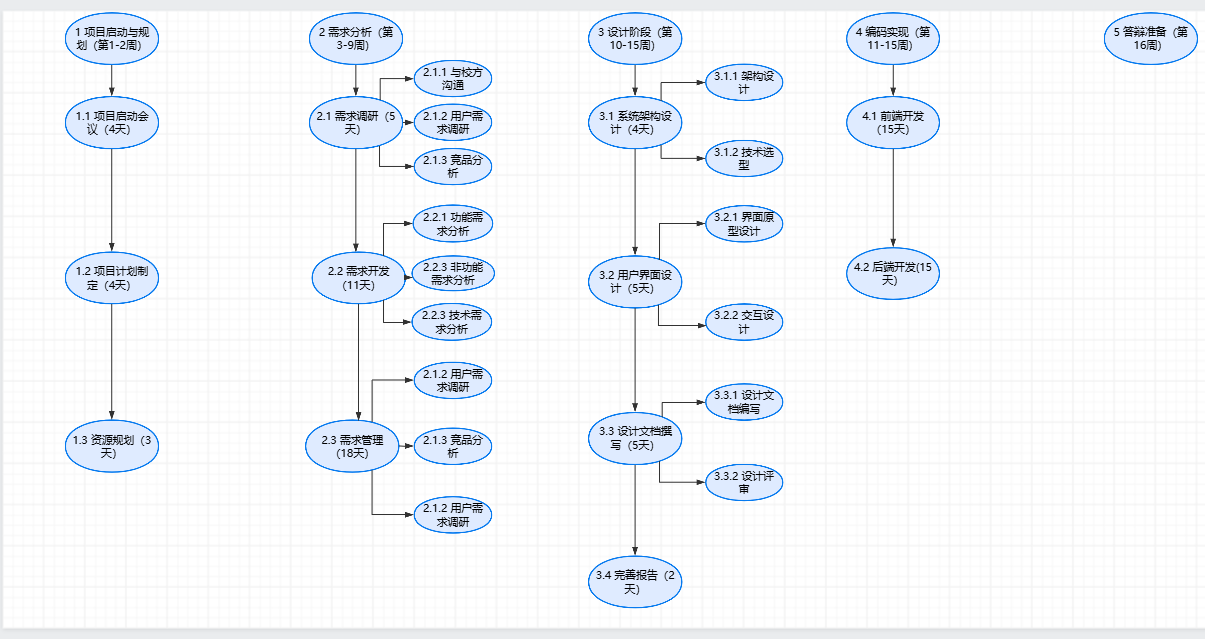 1 项目启动与规
划（第1-2周）
1.1 项目启动会
议（4天）
1.2 项目计划制
定（4天）
1.3 资源规划（3
天）
2 需求分析（第
3-9周）
2.1 需求调研（5
天）
2.1.1 与校方
沟通
2.1.2 用户需
求调研
2.1.3 竞品分
析
2.2 需求开发
(11天）
2.2.1 功能需
求分析
2.2.3 非功能
需求分析
2.2.3 技术需
求分析
2.3 需求管理
(18天）
2.1.2 用户需
求调研
2.1.3 竞品分
析
2.1.2 用户需
求调研
3 设计阶段（第
10-15周）
3.1 系统架构设
计（4天）
3.1.1 架构设
计
3.1.2 技术选
型
3.2 用户界面设
计（5天）
3.2.1 界面原
型设计
3.2.2 交互设
计
3.3 设计文档撰
写（5天）
3.3.1 设计文
档编写
3.3.2 设计评
审
3.4 完善报告（2
天）
4 编码实现（第
11-15周）
4.1 前端开发
（15天）
4.2 后端开发(15
天）
5 答辩准备（第
16周）